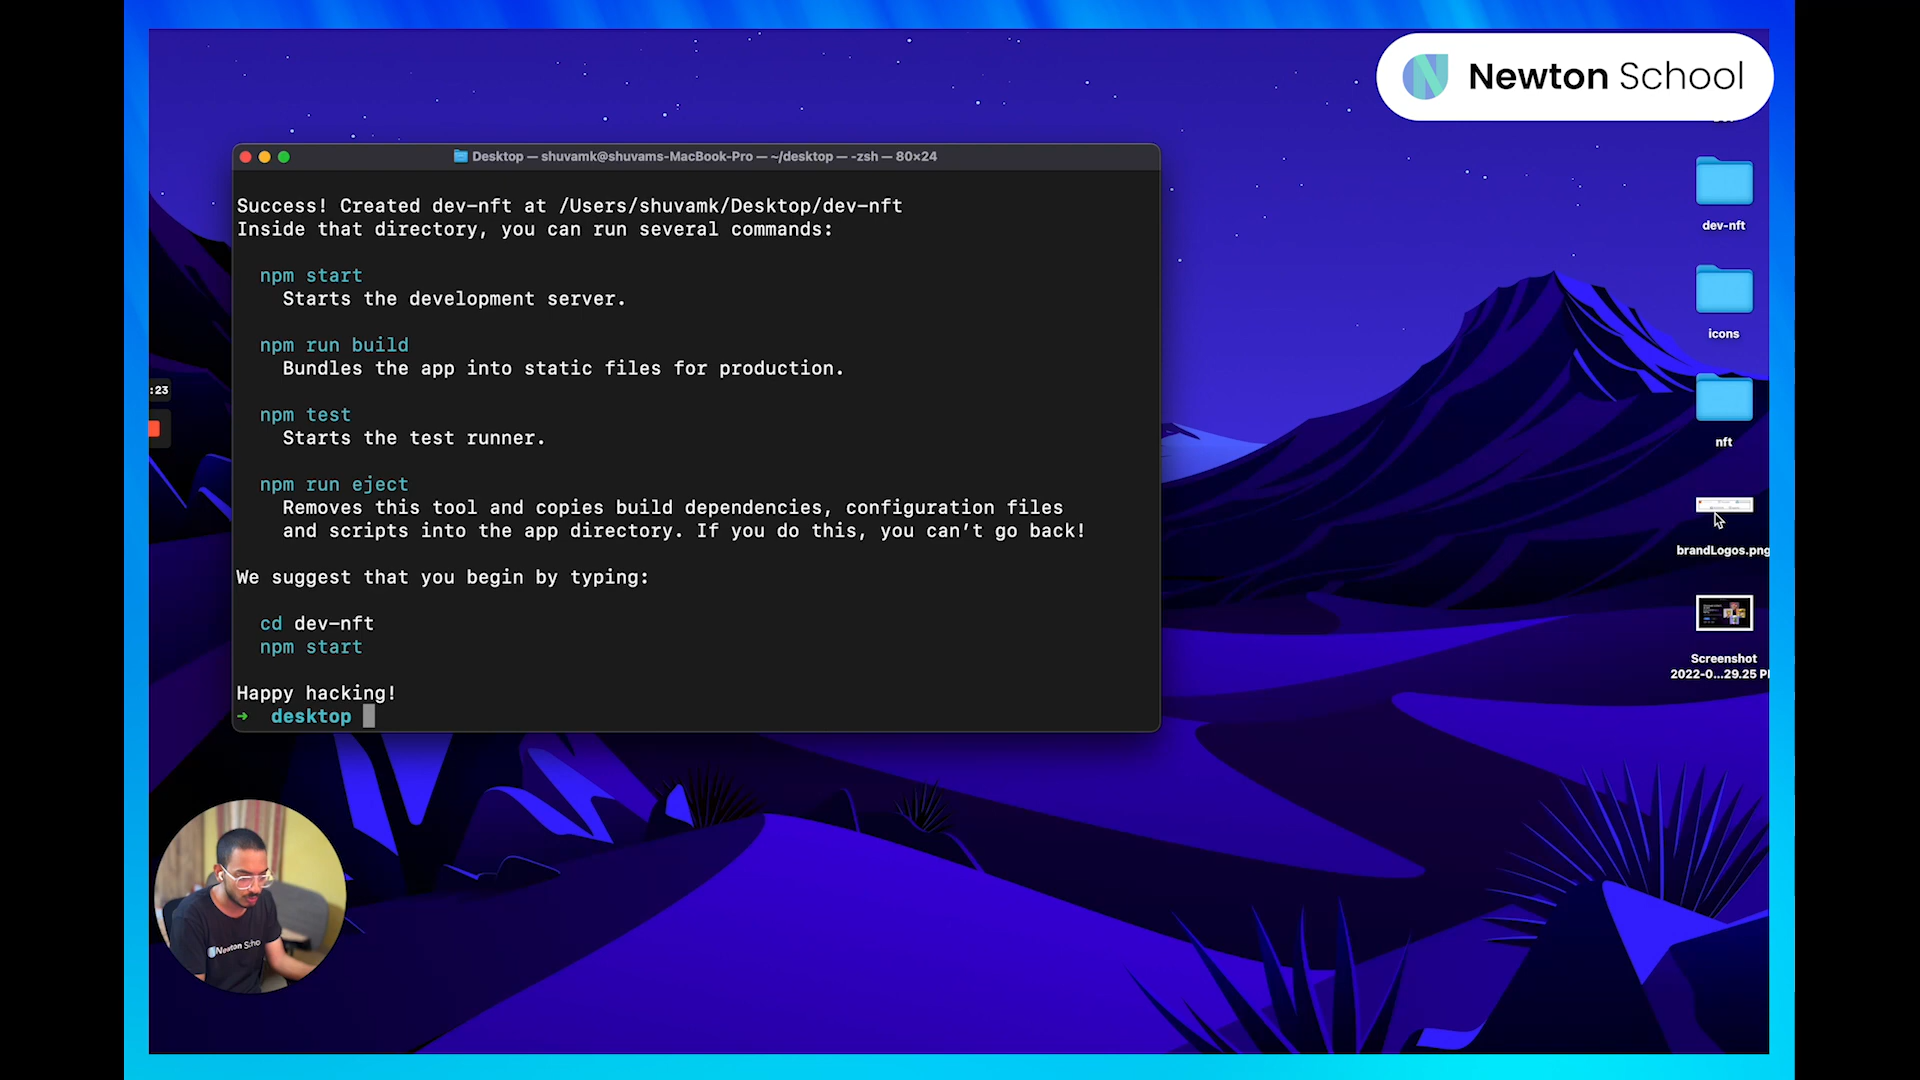 Newton School
Desktop — shuvamk@shuvams-MacBook-Pro — ~/desktop — -zsh — 80×24
Success! Created dev-nft at /Users/shuvamk/Desktop/dev-nft
Inside that directory, you can run several commands:
npm start
Starts the development server.
npm run build
Bundles the app into static files for production.
npm test
Starts the test runner.
npm run eject
Removes this tool and copies build dependencies, configuration files
and scripts into the app directory. If you do this, you can’t go back!
We suggest that you begin by typing:
cd dev-nft
npm start
Happy hacking!
➜ desktop
:23
dev-nft
icons
nft
brandLogos.png
Screenshot
2022-0...29.25 P
Newton Scho